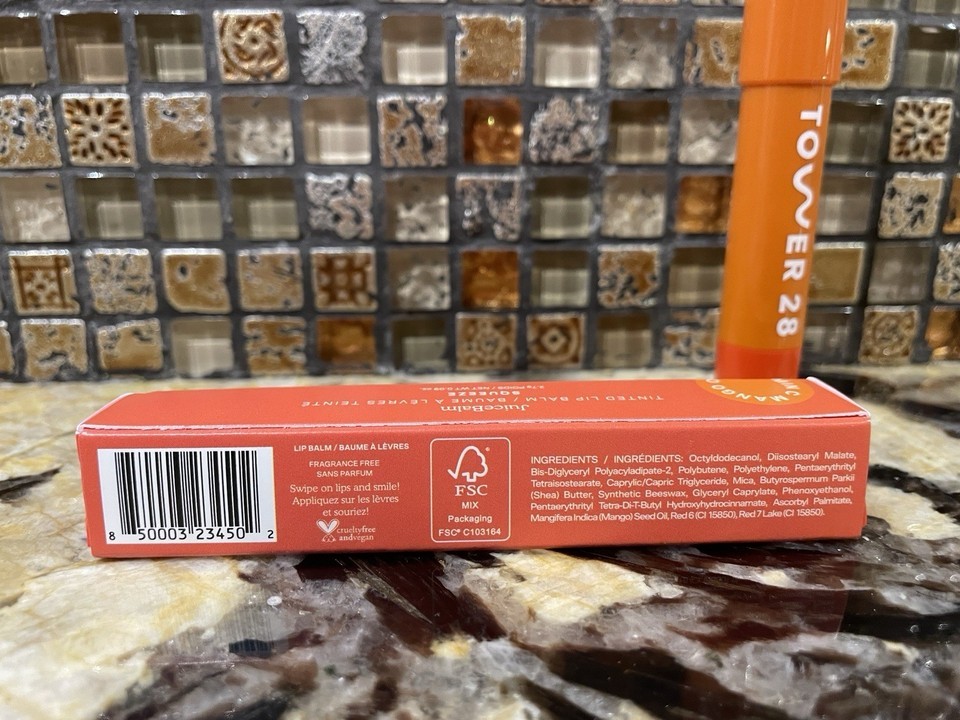 TOWER 28
MANGO
0.09 oz.
SQUEEZE
TINTED LIP BALM / BAUME À LÈVRES TEINTÉ
JuiceBalm
8 50003 23450 2
LIP BALM / BAUME À LÈVRES
FRAGRANCE FREE
SANS PARFUM
Swipe on lips and smile!
Appliquez sur les lèvres
et souriez!
crueltyfree
andvegan
FSC
MIX
Packaging
FSC® C103164
INGREDIENTS / INGRÉDIENTS: Octyldodecanol, Diisostearyl Malate,
Bis-Diglyceryl Polyacyladipate-2, Polybutene, Polyethylene, Pentaerythrityl
Tetraisostearate, Caprylic/Capric Triglyceride, Mica, Butyrospermum Parkii
(Shea) Butter, Synthetic Beeswax, Glyceryl Caprylate, Phenoxyethanol,
Pentaerythrityl Tetra-Di-T-Butyl Hydroxyhydrocinnamate, Ascorbyl Palmitate,
Mangifera Indica (Mango) Seed Oil, Red 6 (CI 15850), Red 7 Lake (CI 15850).